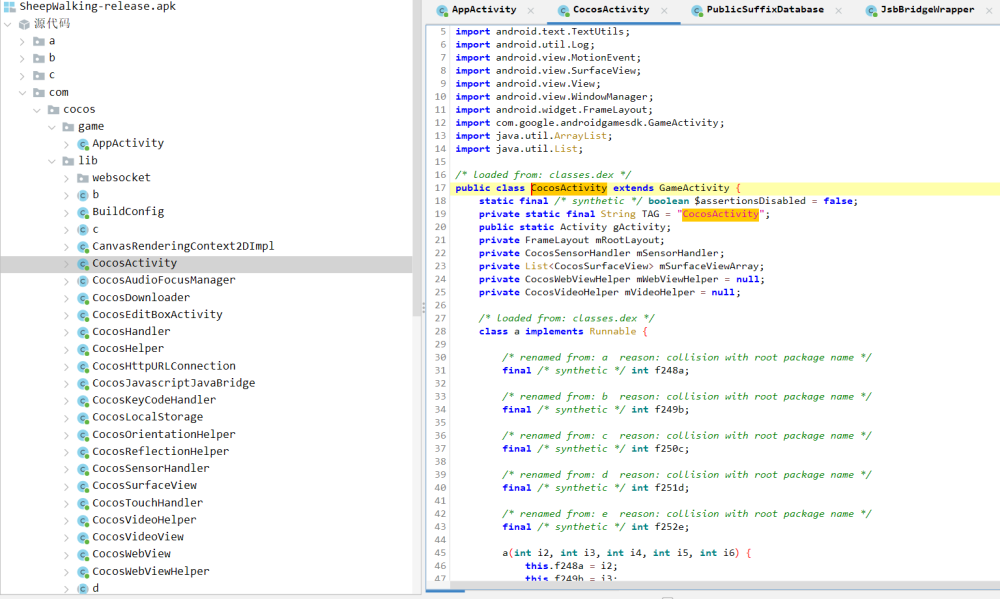 SheepWalking-release.apk
源代码
a
b
c
com
cocos
game
AppActivity
lib
websocket
b
BuildConfig
c
CanvasRenderingContext2DImpl
CocosActivity
CocosAudioFocusManager
CocosDownloader
CocosEditBoxActivity
CocosHandler
CocosHelper
CocosHttpURLConnection
CocosJavascriptJavaBridge
CocosKeyCodeHandler
CocosLocalStorage
CocosOrientationHelper
CocosReflectionHelper
CocosSensorHandler
CocosSurfaceView
CocosTouchHandler
CocosVideoHelper
CocosVideoView
CocosWebView
CocosWebViewHelper
d
AppActivity CocosActivity PublicSuffixDatabase JsbBridgeWrapper
5 import android.text.TextUtils;
6 import android.util.Log;
7 import android.view.MotionEvent;
8 import android.view.SurfaceView;
9 import android.view.View;
10 import android.view.WindowManager;
11 import android.widget.FrameLayout;
12 import com.google.androidgamesdk.GameActivity;
13 import java.util.ArrayList;
14 import java.util.List;
15
16 /* loaded from: classes.dex */
17 public class CocosActivity extends GameActivity {
18 static final /* synthetic */ boolean $assertionsDisabled = false;
19 private static final String TAG = "CocosActivity";
20 public static Activity gActivity;
21 private FrameLayout mRootLayout;
22 private CocosSensorHandler mSensorHandler;
23 private List<CocosSurfaceView> mSurfaceViewArray;
24 private CocosWebViewHelper mWebViewHelper = null;
25 private CocosVideoHelper mVideoHelper = null;
26
27 /* loaded from: classes.dex */
28 class a implements Runnable {
29
30 /* renamed from: a reason: collision with root package name */
31 final /* synthetic */ int f248a;
32
33 /* renamed from: b reason: collision with root package name */
34 final /* synthetic */ int f249b;
35
36 /* renamed from: c reason: collision with root package name */
37 final /* synthetic */ int f250c;
38
39 /* renamed from: d reason: collision with root package name */
40 final /* synthetic */ int f251d;
41
42 /* renamed from: e reason: collision with root package name */
43 final /* synthetic */ int f252e;
44
45 a(int i2, int i3, int i4, int i5, int i6) {
46 this.f248a = i2;
47 this.f249b = i3;